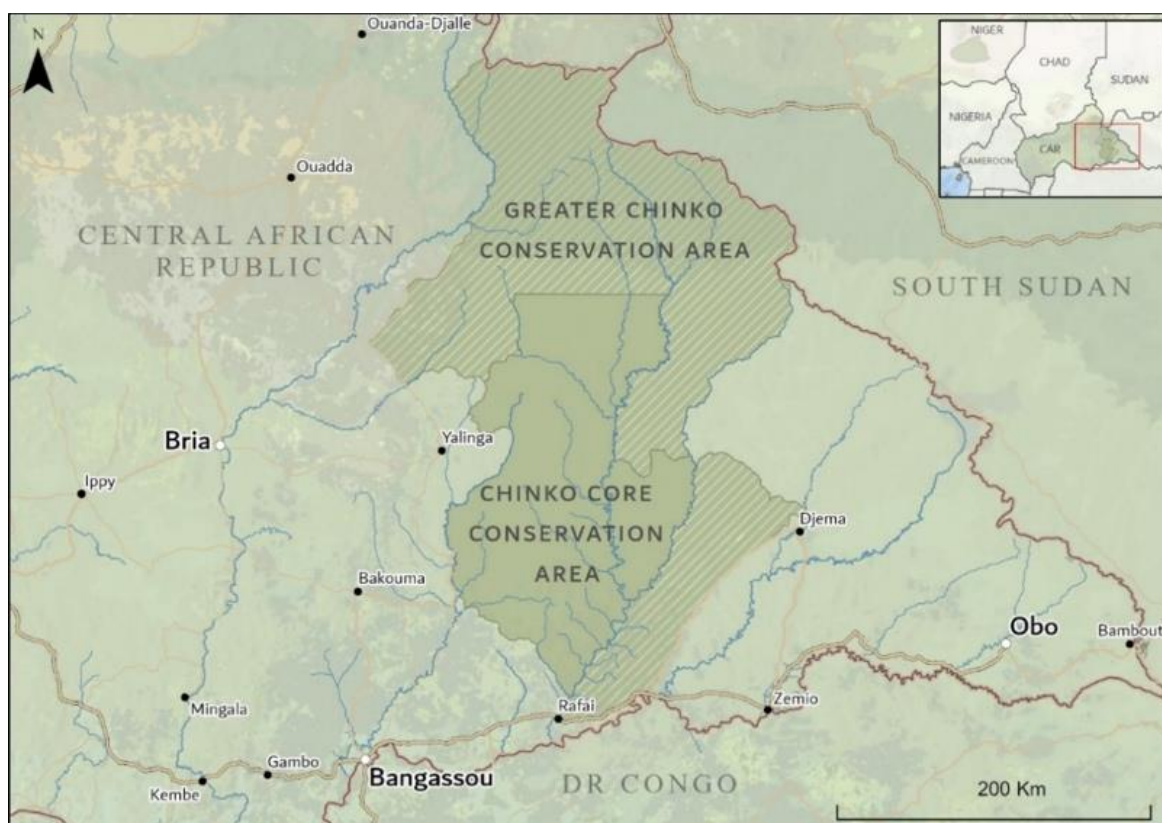 N
Ouanda-Djalle
NIGER
CHAD
SUDAN
NIGERIA
CAR
CAMEROON
Ouadda
GREATER CHINKO
CONSERVATION AREA
CENTRAL AFRICAN
REPUBLIC
SOUTH SUDAN
Bria
Yalinga
Ippy
CHINKO CORE
CONSERVATION
AREA
Djema
Bakouma
Obo
Bambouti
Mingala
Rafai
Zemio
Gambo
Bangassou
Kembe
DR CONGO
200 Km